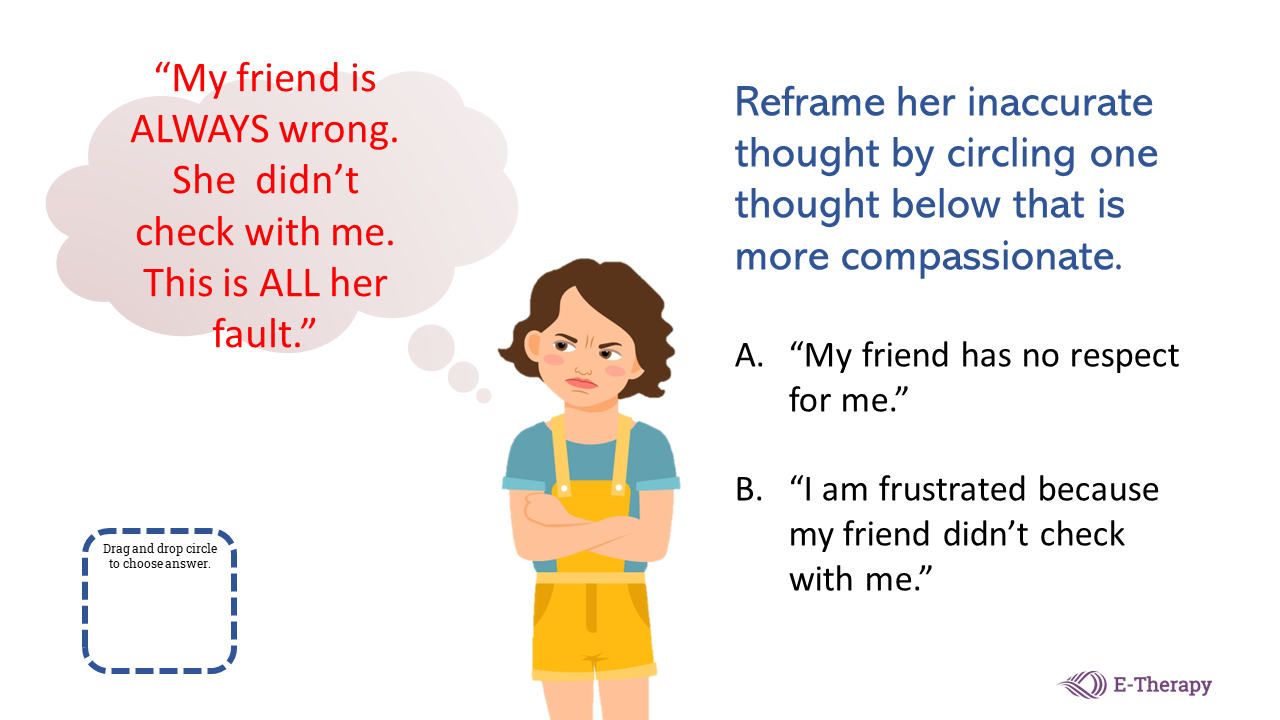 “My friend is
ALWAYS wrong.
She didn’t
check with me.
This is ALL her
fault.”
Reframe her inaccurate
thought by circling one
thought below that is
more compassionate.
A. “My friend has no respect
for me.”
B. “I am frustrated because
my friend didn’t check
with me.”
Drag and drop circle
to choose answer.
E-Therapy